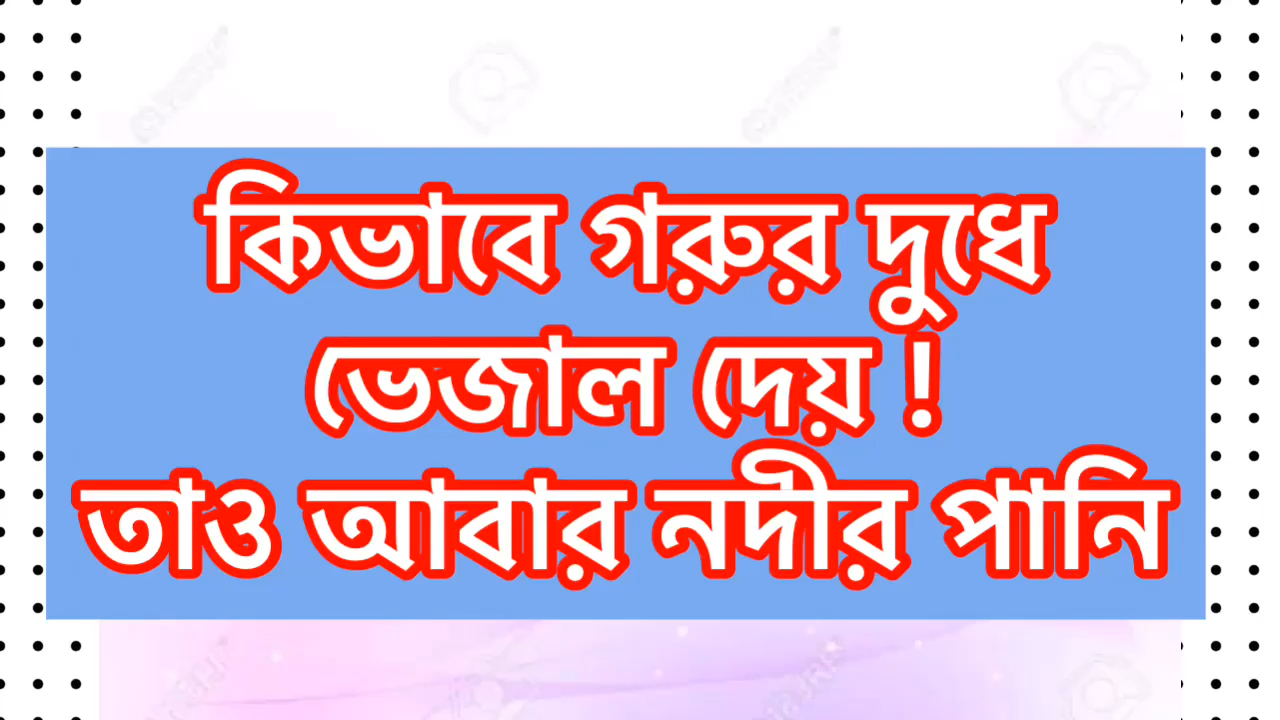 কিভাবে গরুর দুধে
ভেজাল দেয় !
তাও আবার নদীর পানি